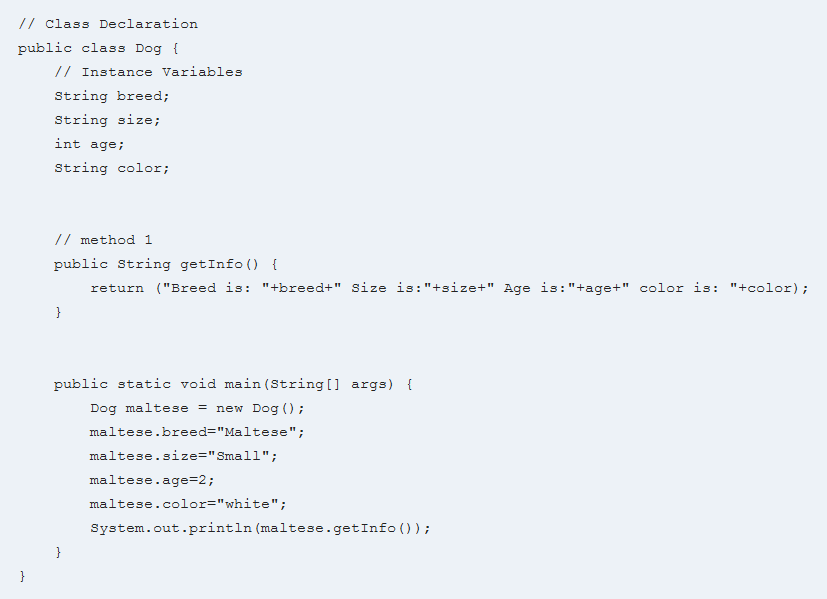 // Class Declaration
public class Dog {
    // Instance Variables
    String breed;
    String size;
    int age;
    String color;
    // method 1
    public String getInfo() {
        return ("Breed is: "+breed+" Size is:"+size+" Age is:"+age+" color is: "+color);
    }
    public static void main(String[] args) {
        Dog maltese = new Dog();
        maltese.breed="Maltese";
        maltese.size="Small";
        maltese.age=2;
        maltese.color="white";
        System.out.println(maltese.getInfo());
    }
}